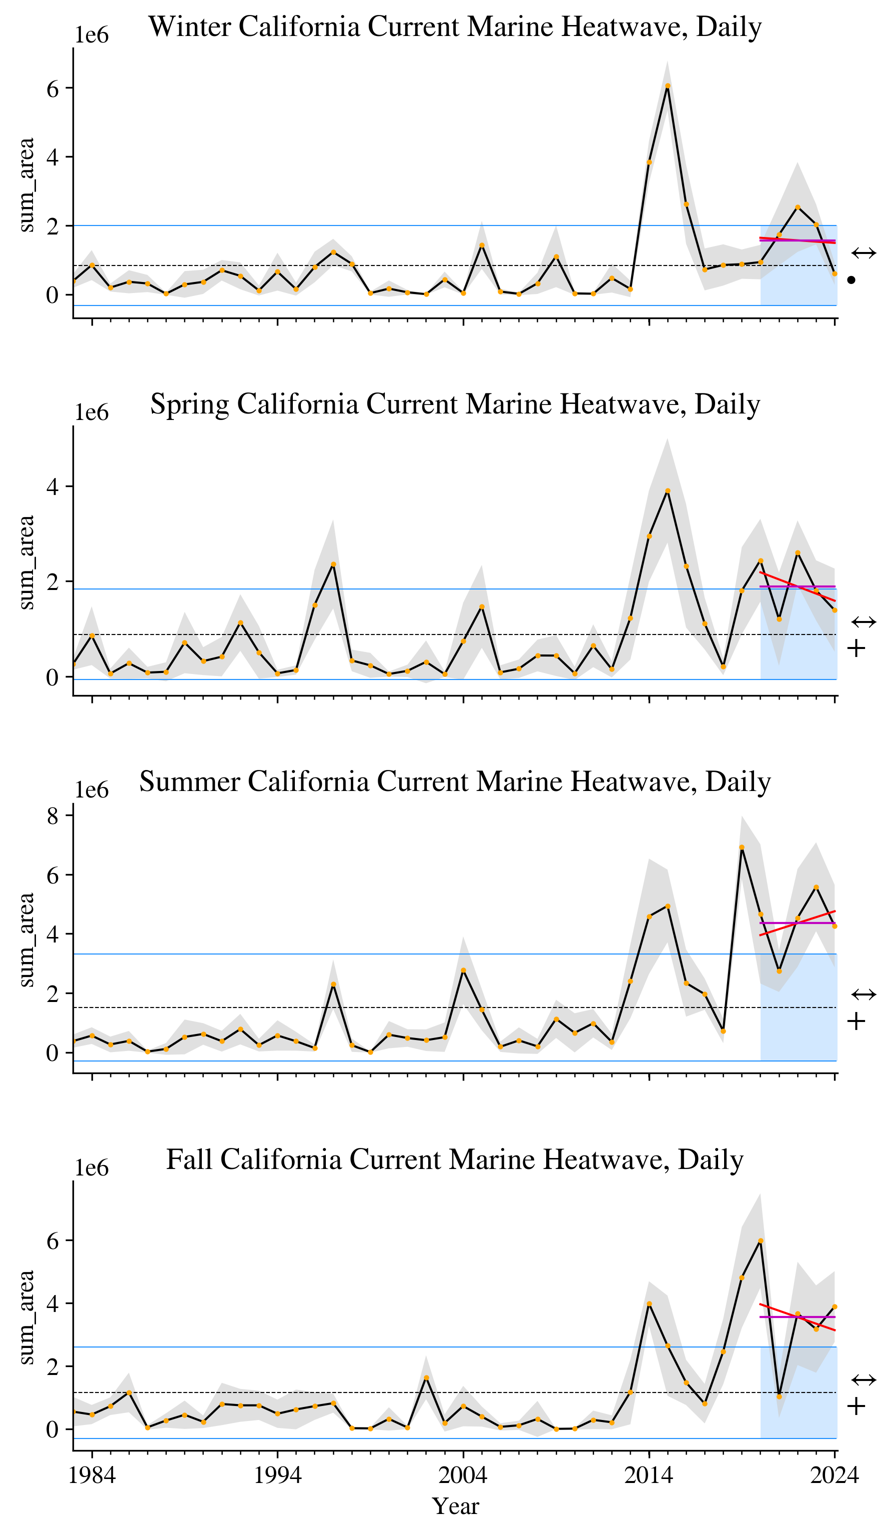 Winter California Current Marine Heatwave, Daily
1e6
6
4
2
0
sum_area
↔
•
Spring California Current Marine Heatwave, Daily
1e6
4
2
0
sum_area
↔
+
Summer California Current Marine Heatwave, Daily
1e6
8
6
4
2
0
sum_area
↔
+
Fall California Current Marine Heatwave, Daily
1e6
6
4
2
0
sum_area
↔
+
1984 1994 2004 2014 2024
Year